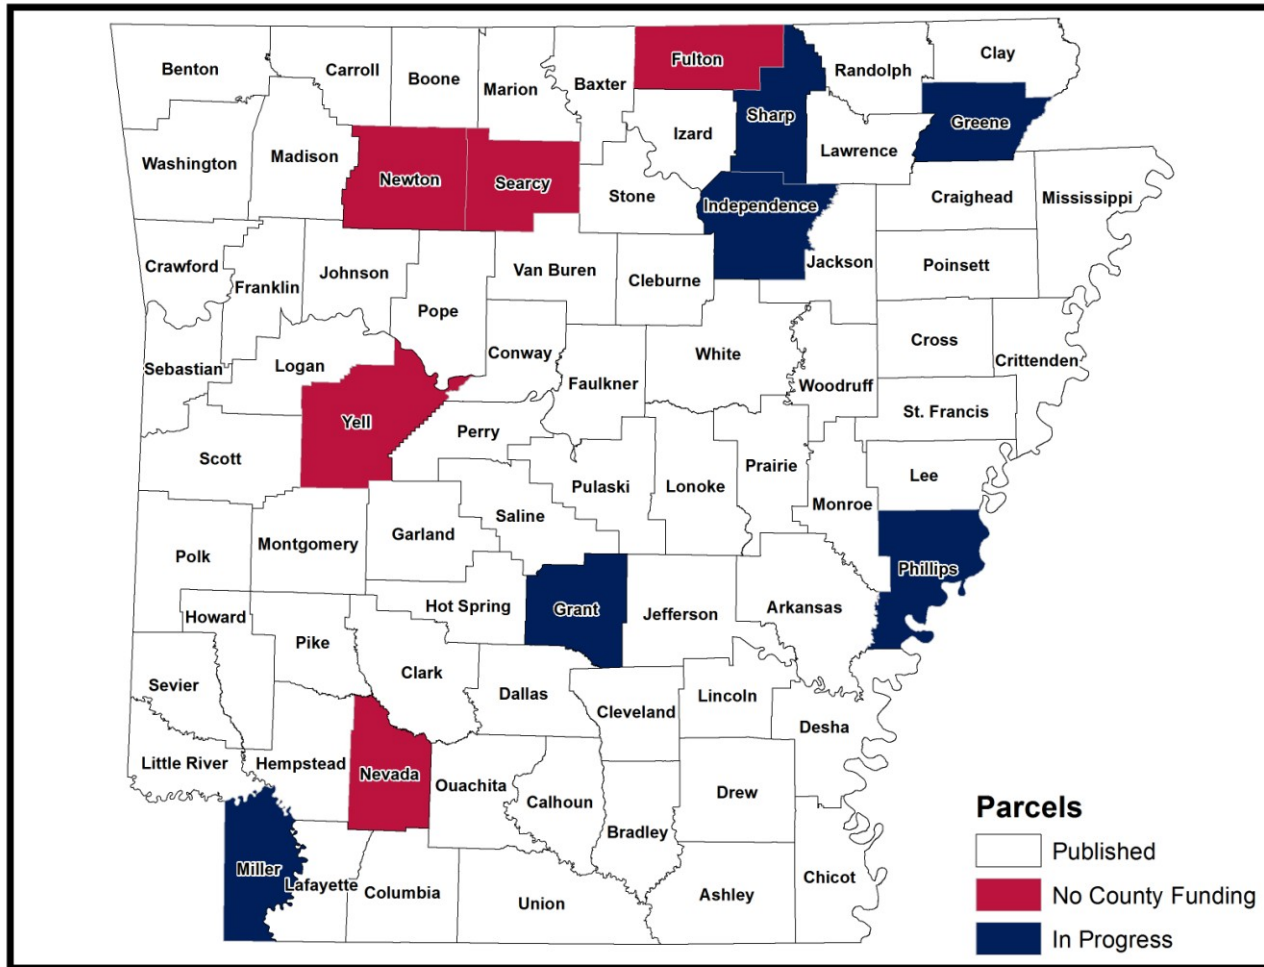 Benton
Carroll
Boone
Marion
Baxter
Fulton
Randolph
Clay
Sharp
Greene
Izard
Lawrence
Washington
Madison
Newton
Searcy
Stone
Independence
Craighead
Mississippi
Crawford
Franklin
Johnson
Pope
Van Buren
Cleburne
Jackson
Poinsett
Sebastian
Logan
Conway
Faulkner
White
Woodruff
Cross
Crittenden
St. Francis
Yell
Scott
Perry
Pulaski
Lonoke
Prairie
Monroe
Lee
Polk
Montgomery
Garland
Saline
Phillips
Howard
Pike
Hot Spring
Grant
Jefferson
Arkansas
Sevier
Clark
Dallas
Cleveland
Lincoln
Desha
Little River
Hempstead
Nevada
Ouachita
Calhoun
Bradley
Drew
Miller
Lafayette
Columbia
Union
Ashley
Chicot
Parcels
Published
No County Funding
In Progress